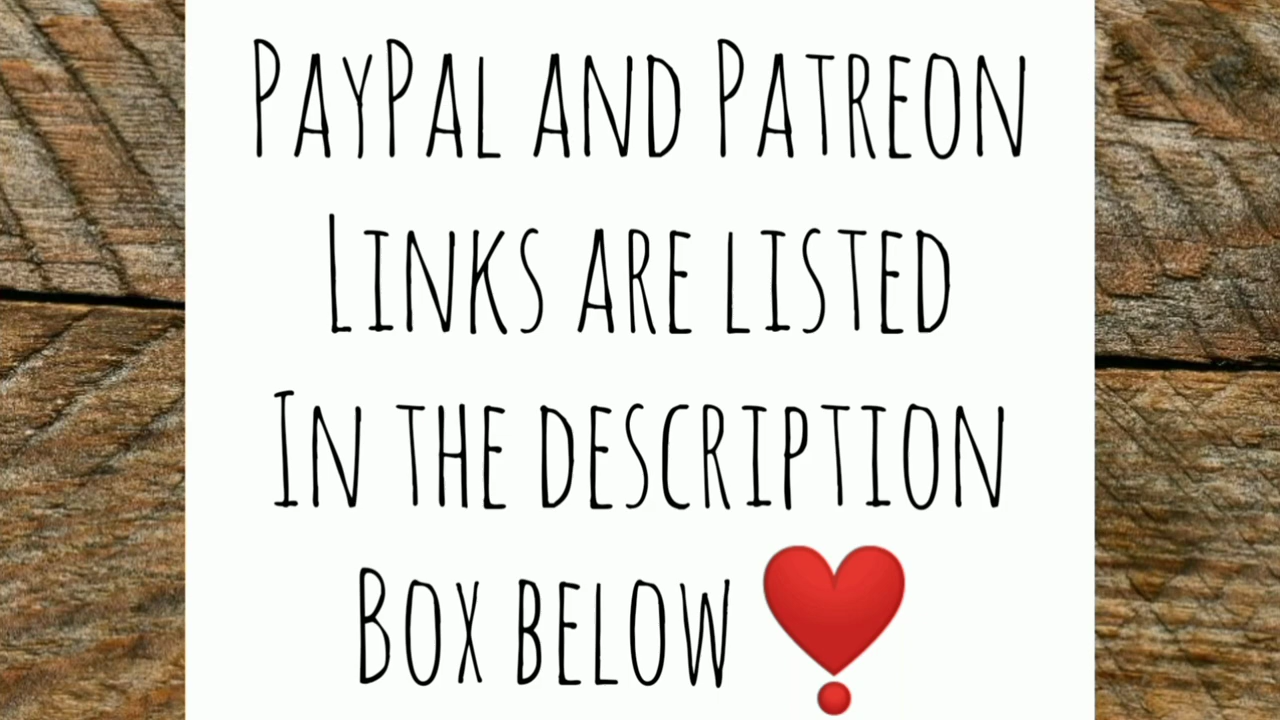 PayPal and Patreon
Links are listed
In the description
Box below ❣️